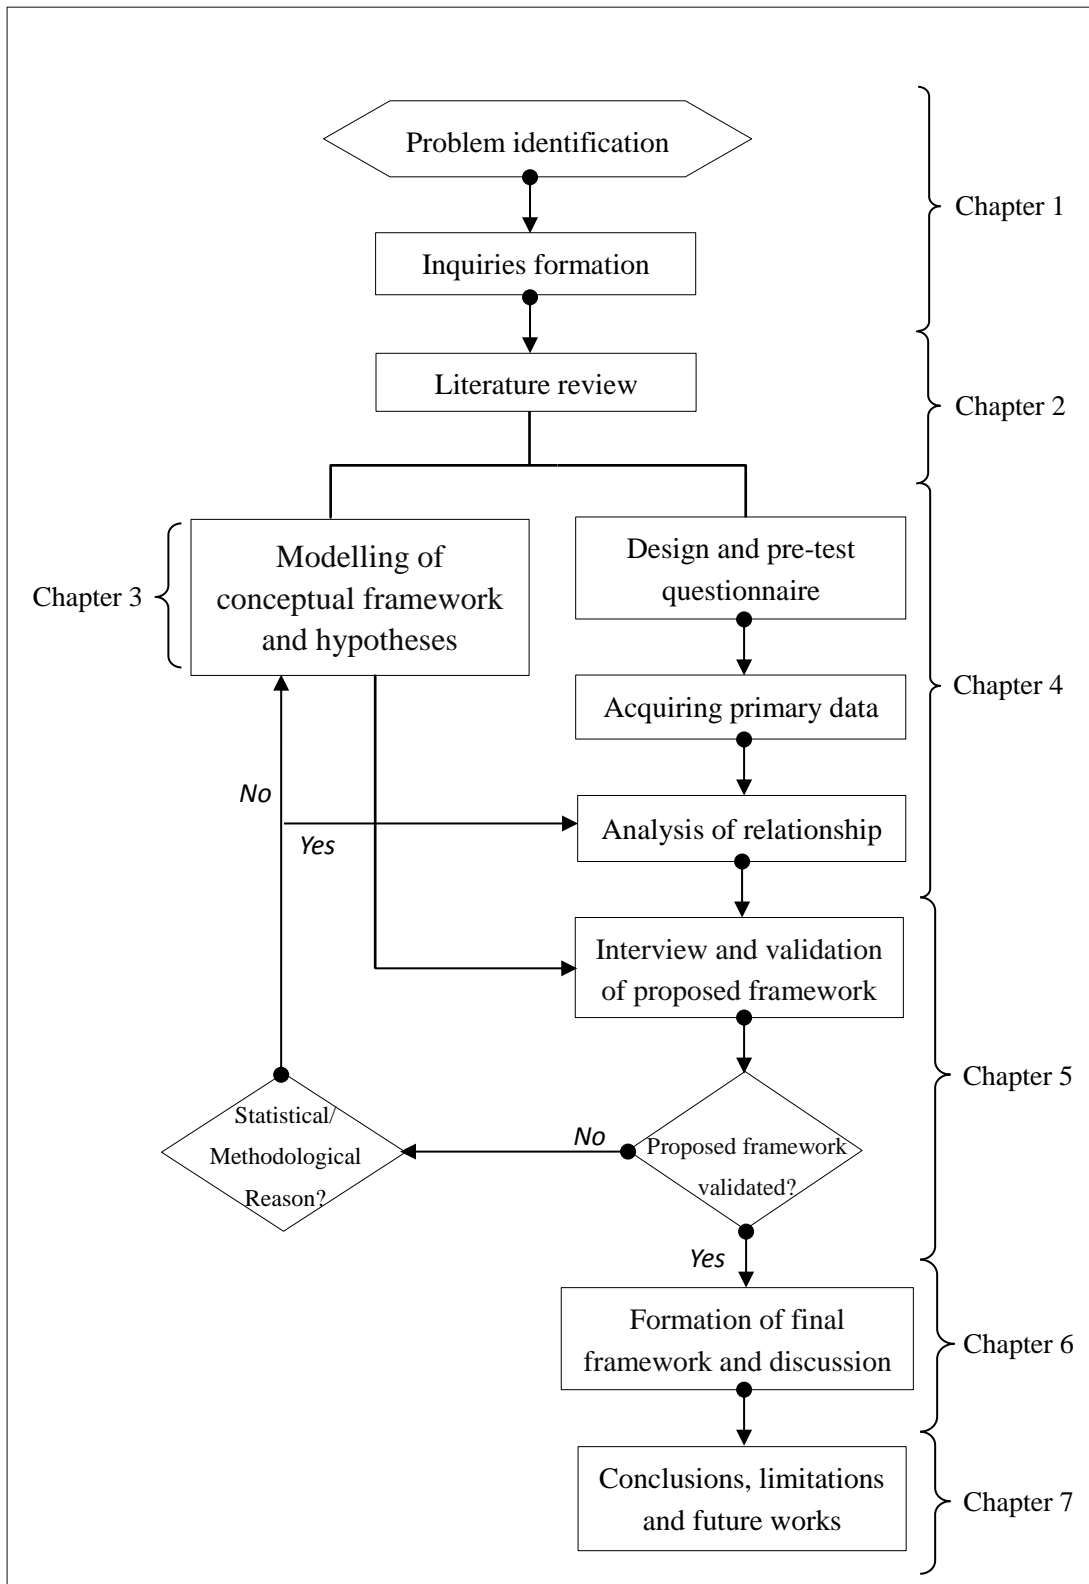 Problem identification
Chapter 1
Inquiries formation
Literature review
Chapter 2
Modelling of
conceptual framework
and hypotheses
Chapter 3
Design and pre-test
questionnaire
Acquiring primary data
Chapter 4
No
Yes
Analysis of relationship
Interview and validation
of proposed framework
Chapter 5
Statistical/
Methodological
Reason?
No
Proposed framework
validated?
Yes
Formation of final
framework and discussion
Chapter 6
Conclusions, limitations
and future works
Chapter 7